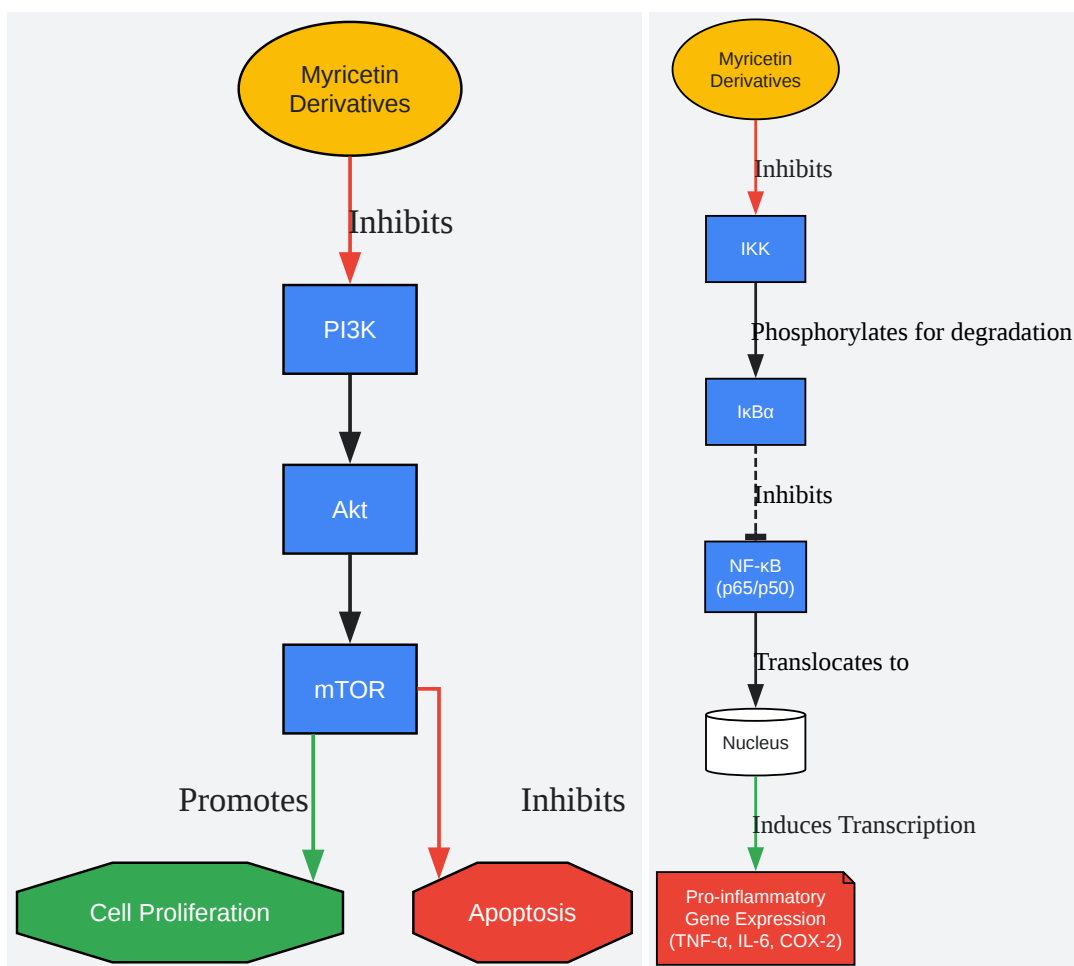 Myricetin
Derivatives
Inhibits
PI3K
Akt
mTOR
Promotes
Inhibits
Cell Proliferation
Apoptosis
Myricetin
Derivatives
Inhibits
IKK
Phosphorylates for degradation
IκBα
Inhibits
NF-κB
(p65/p50)
Translocates to
Nucleus
Induces Transcription
Pro-inflammatory
Gene Expression
(TNF-α, IL-6, COX-2)